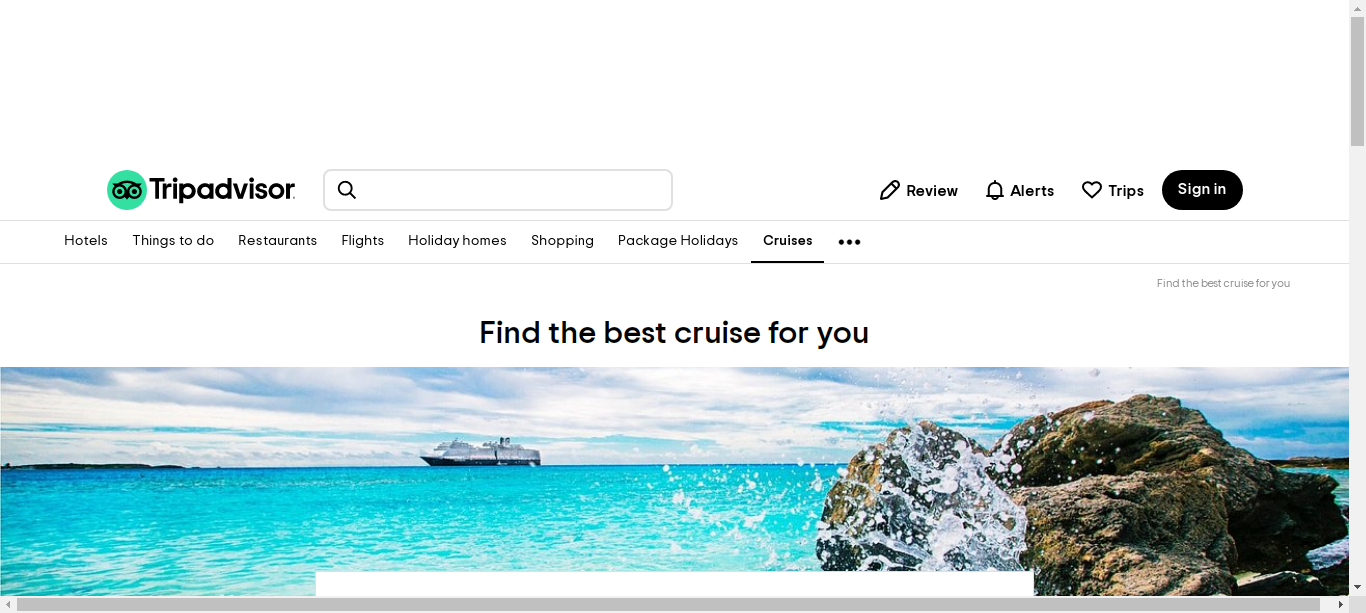 Tripadvisor
Review
Alerts
Trips
Sign in
Hotels
Things to do
Restaurants
Flights
Holiday homes
Shopping
Package Holidays
Cruises
Find the best cruise for you
Find the best cruise for you